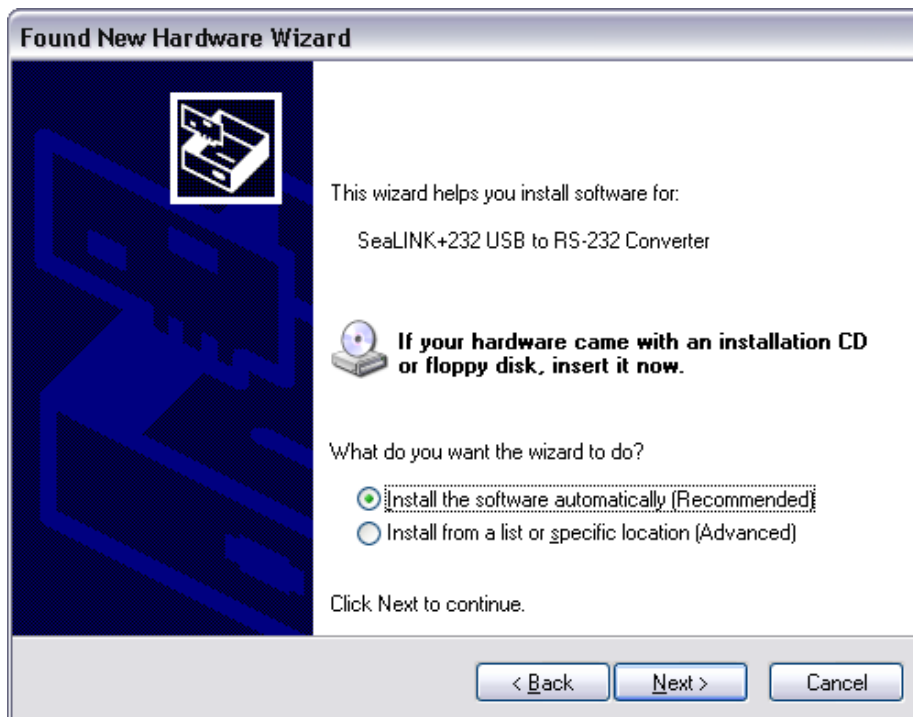 Found New Hardware Wizard
This wizard helps you install software for:
SeaLINK+232 USB to RS-232 Converter
If your hardware came with an installation CD
or floppy disk, insert it now.
What do you want the wizard to do?
Install the software automatically (Recommended)
Install from a list or specific location (Advanced)
Click Next to continue.
< Back Next > Cancel